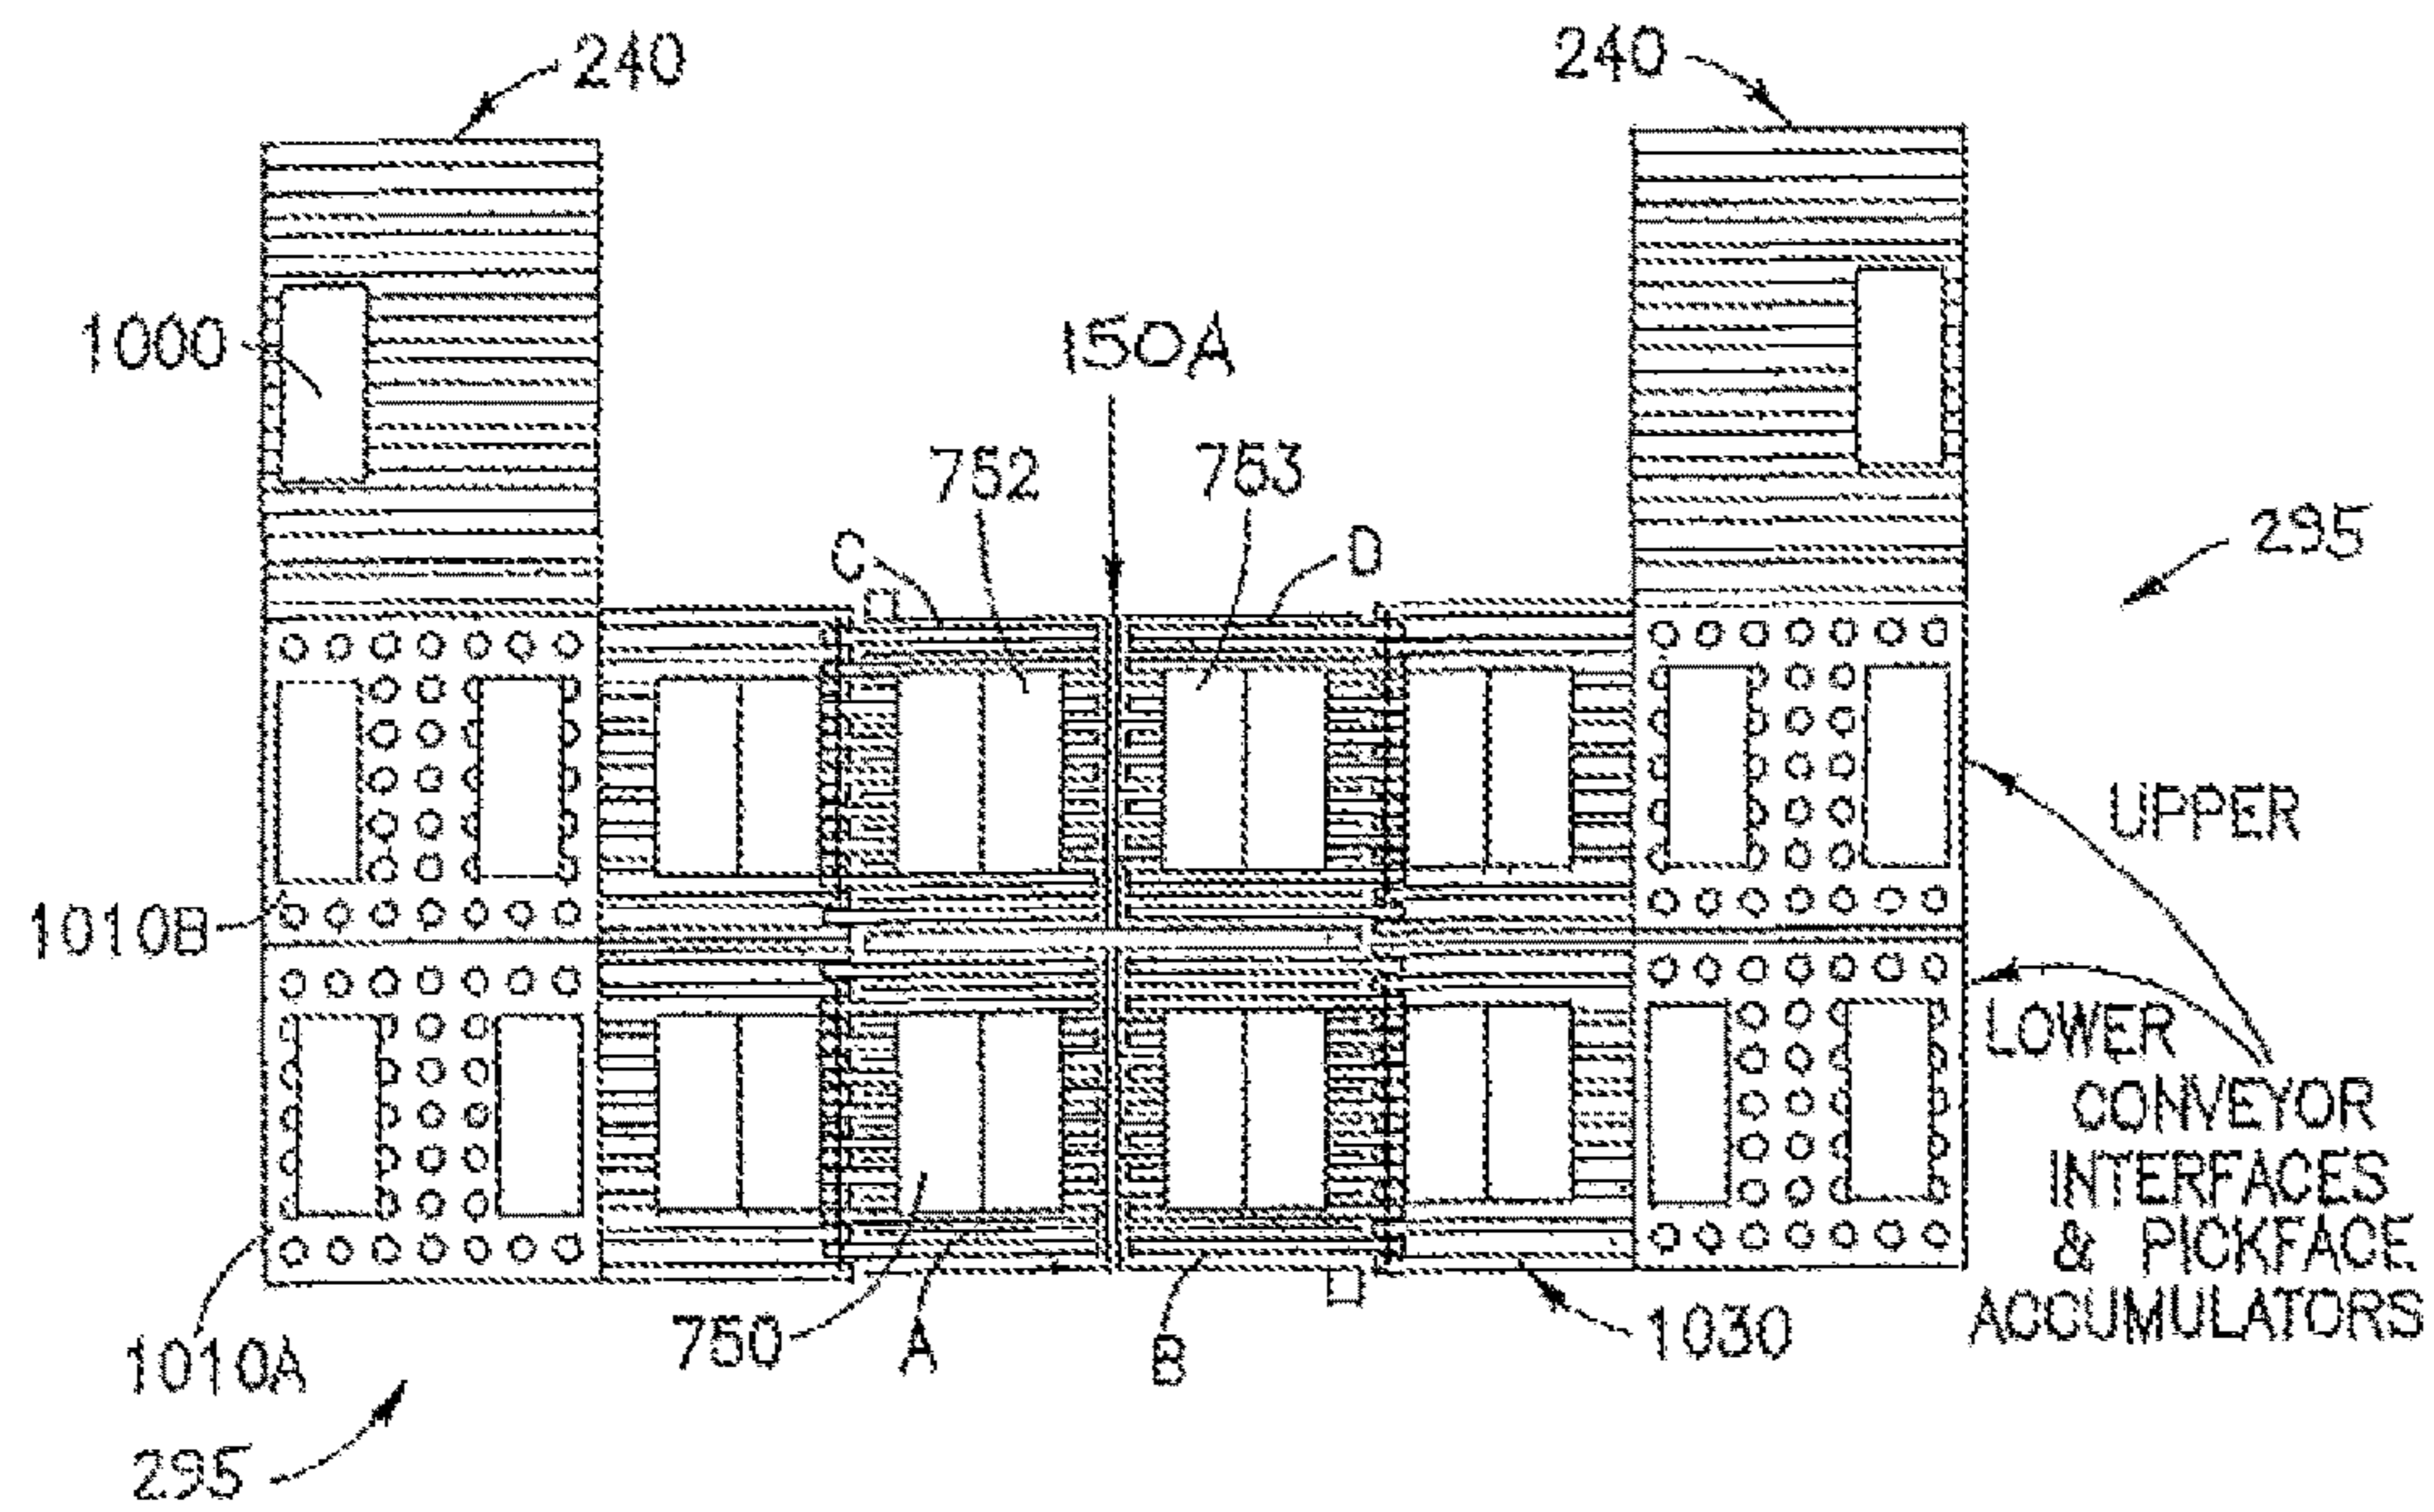 240
240
1000
150A
752
753
295
C
D
UPPER
1010B
LOWER
CONVEYOR
INTERFACES
& PICKFACE
ACCUMULATORS
750
A
B
1030
1010A
295